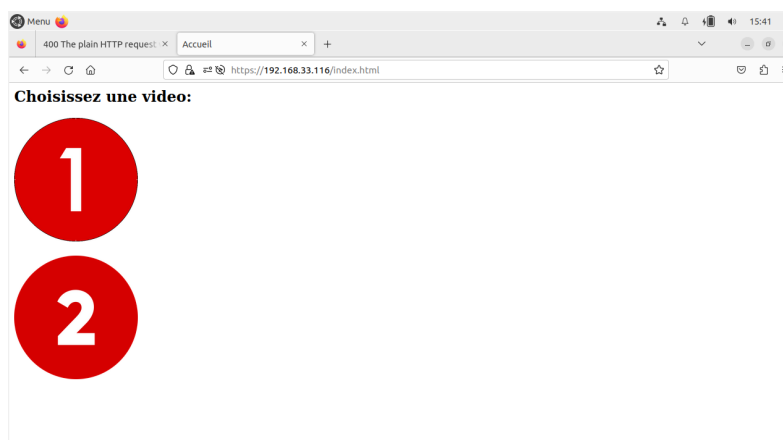 Menu
15:41
400 The plain HTTP request
Accueil
https://192.168.33.116/index.html
Choisissez une video:
1
2